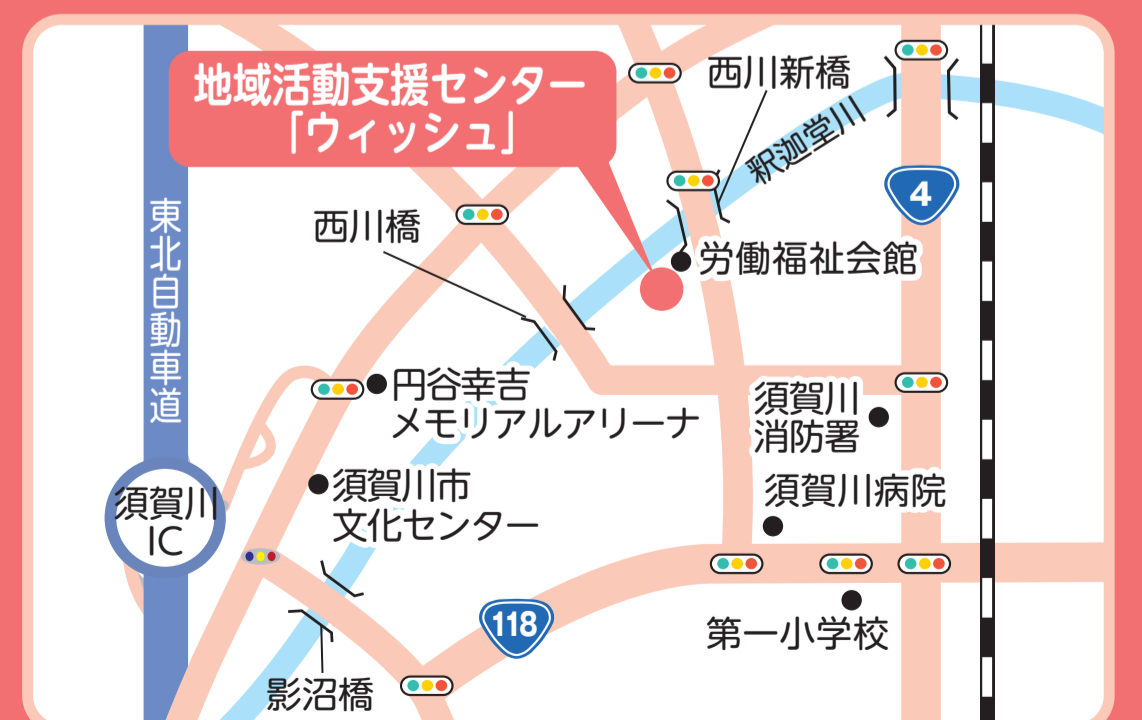 地域活動支援センター
「ウィッシュ」
西川新橋
釈迦堂川
4
東北自動車道
西川橋
労働福祉会館
円谷幸吉
メモリアルアリーナ
須賀川
消防署
須賀川市
文化センター
須賀川病院
須賀川
IC
118
第一小学校
影沼橋